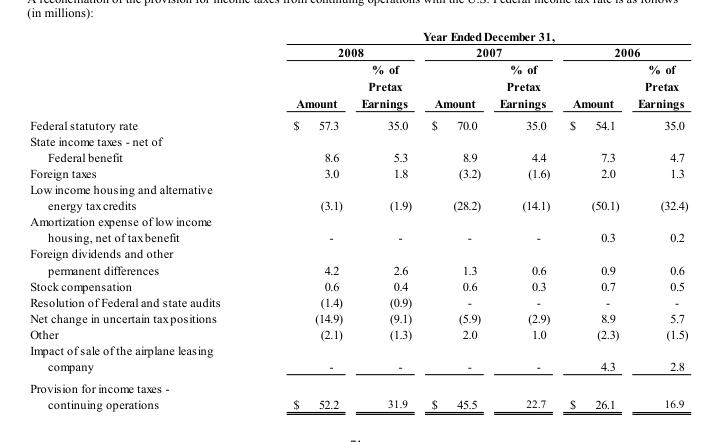 A reconciliation of the provision for income taxes from continuing operations with the U.S. Federal income tax rate is as follows
(in millions):
Year Ended December 31,
2008 2007 2006
% of % of % of
Pretax Pretax Pretax
Amount Earnings Amount Earnings Amount Earnings
Federal statutory rate $ 57.3 35.0 $ 70.0 35.0 $ 54.1 35.0
State income taxes - net of
Federal benefit 8.6 5.3 8.9 4.4 7.3 4.7
Foreign taxes 3.0 1.8 (3.2) (1.6) 2.0 1.3
Low income housing and alternative
energy tax credits (3.1) (1.9) (28.2) (14.1) (50.1) (32.4)
Amortization expense of low income
housing, net of tax benefit - - - - 0.3 0.2
Foreign dividends and other
permanent differences 4.2 2.6 1.3 0.6 0.9 0.6
Stock compensation 0.6 0.4 0.6 0.3 0.7 0.5
Resolution of Federal and state audits (1.4) (0.9) - - - -
Net change in uncertain tax positions (14.9) (9.1) (5.9) (2.9) 8.9 5.7
Other (2.1) (1.3) 2.0 1.0 (2.3) (1.5)
Impact of sale of the airplane leasing
company - - - - 4.3 2.8
Provision for income taxes -
continuing operations $ 52.2 31.9 $ 45.5 22.7 $ 26.1 16.9